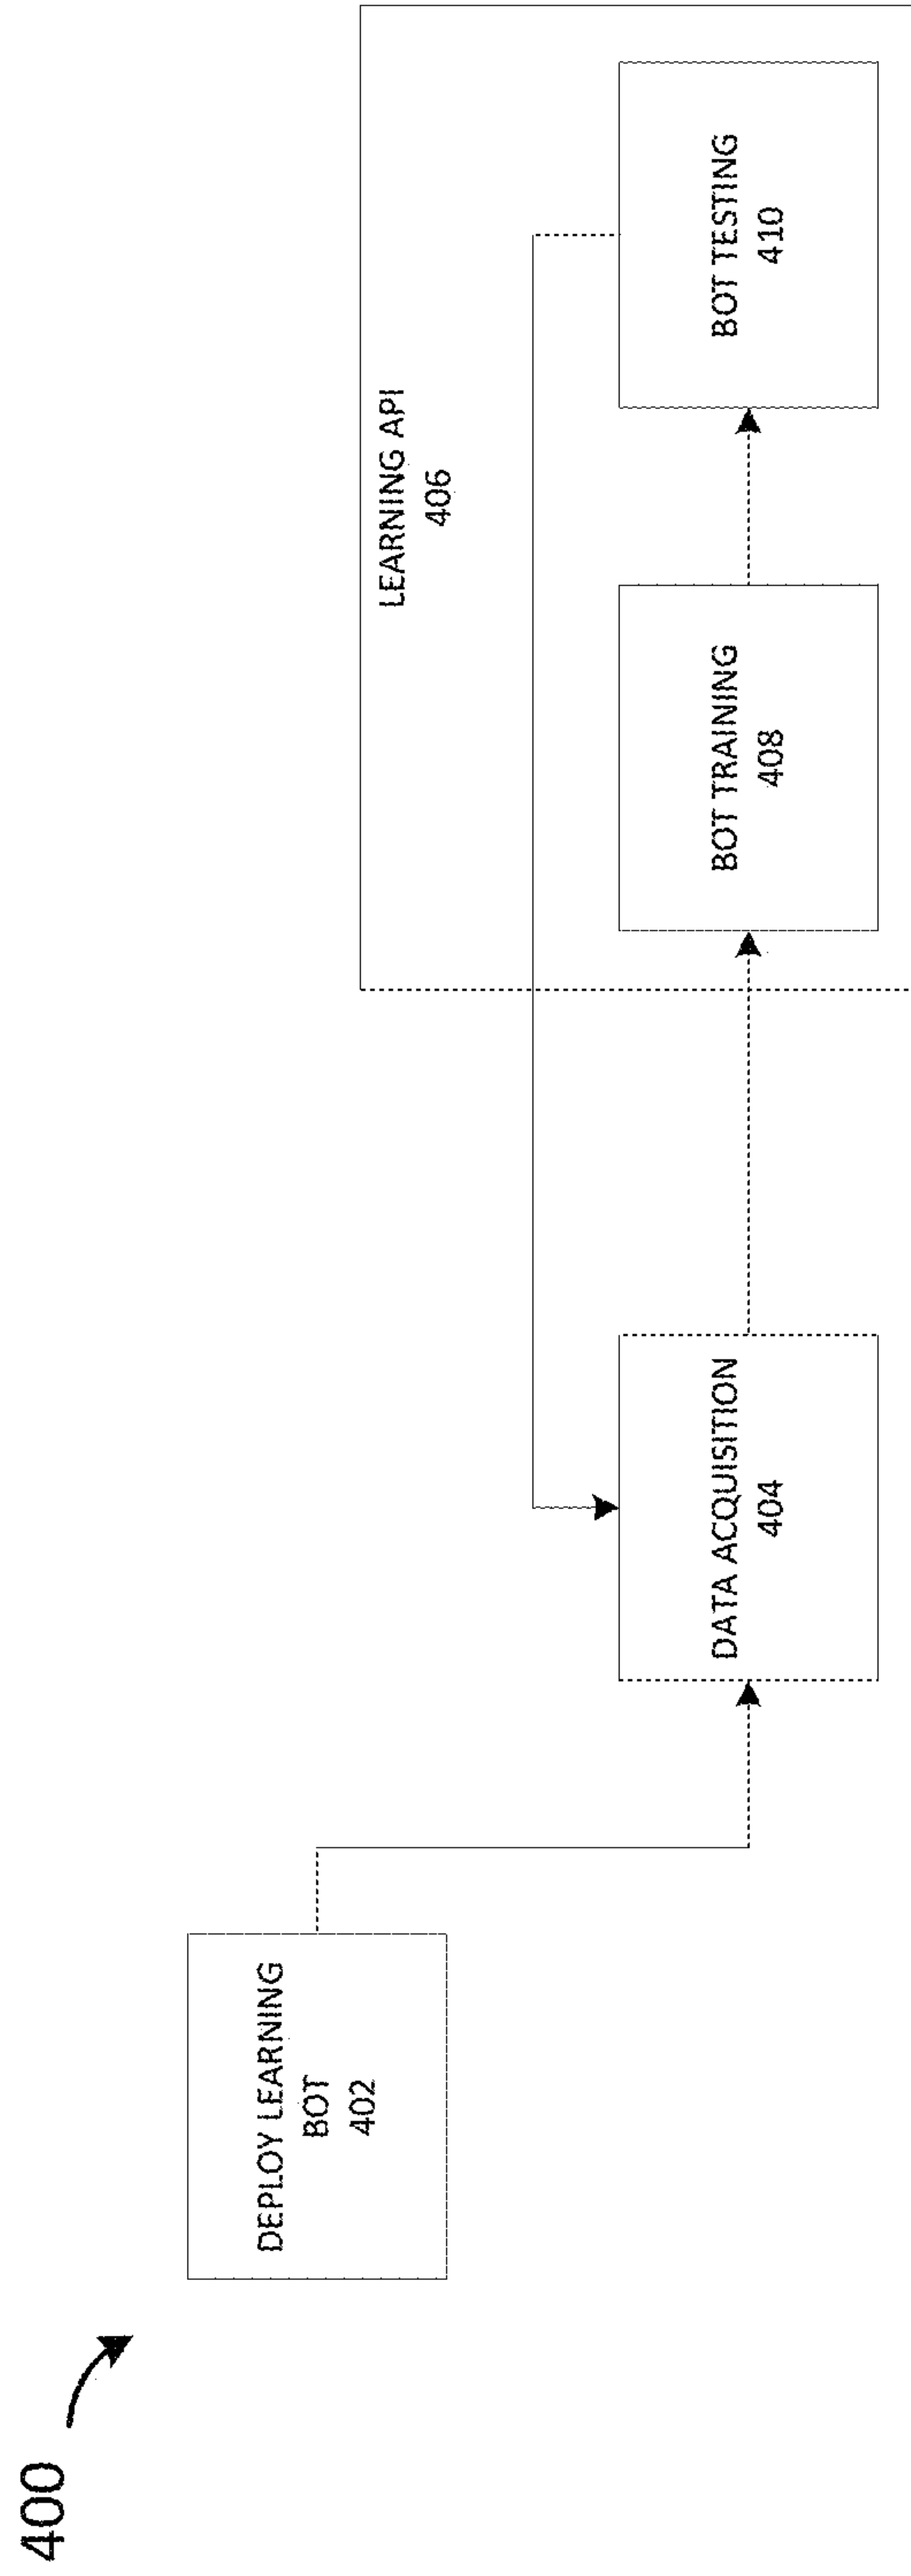 400
DEPLOY LEARNING
BOT
402
DATA ACQUISITION
404
LEARNING API
406
BOT TRAINING
408
BOT TESTING
410